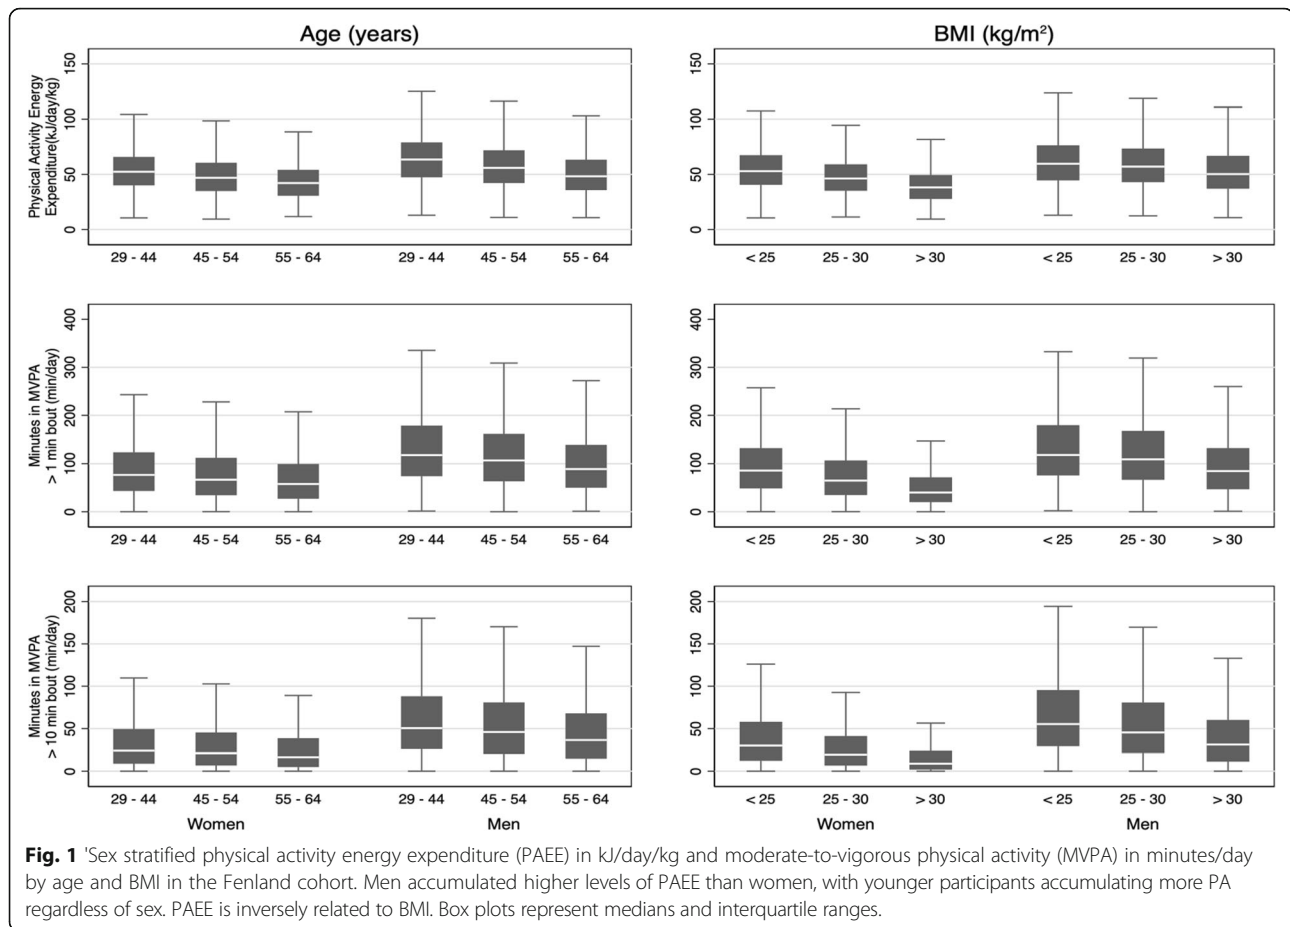 Age (years)
BMI (kg/m²)
Physical Activity Energy
Expenditure(kJ/day/kg)
150
100
50
0
29 - 44 45 - 54 55 - 64 29 - 44 45 - 54 55 - 64
150
100
50
0
< 25 25 - 30 > 30 < 25 25 - 30 > 30
Minutes in MVPA
> 1 min bout (min/day)
400
300
200
100
0
29 - 44 45 - 54 55 - 64 29 - 44 45 - 54 55 - 64
400
300
200
100
0
< 25 25 - 30 > 30 < 25 25 - 30 > 30
Minutes in MVPA
> 10 min bout (min/day)
200
150
100
50
0
29 - 44 45 - 54 55 - 64 29 - 44 45 - 54 55 - 64
Women Men
200
150
100
50
0
< 25 25 - 30 > 30 < 25 25 - 30 > 30
Women Men
Fig. 1 'Sex stratified physical activity energy expenditure (PAEE) in kJ/day/kg and moderate-to-vigorous physical activity (MVPA) in minutes/day
by age and BMI in the Fenland cohort. Men accumulated higher levels of PAEE than women, with younger participants accumulating more PA
regardless of sex. PAEE is inversely related to BMI. Box plots represent medians and interquartile ranges.